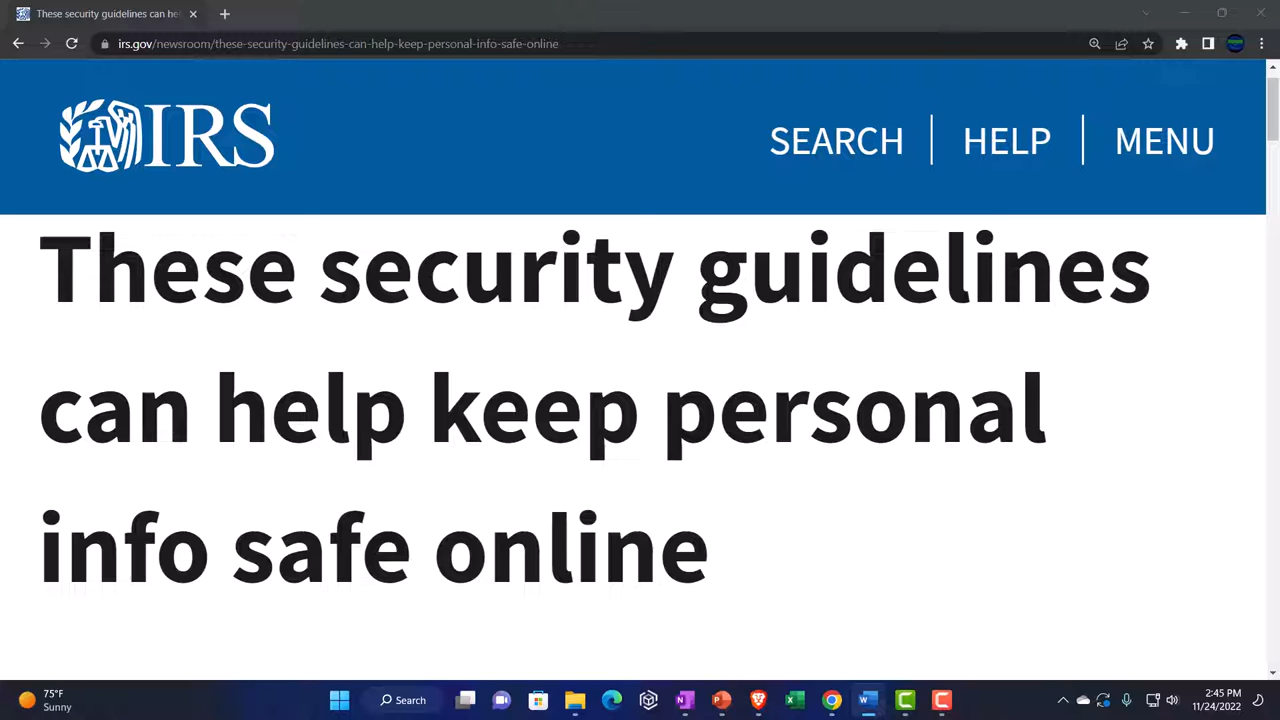 These security guidelines can he
irs.gov/newsroom/these-security-guidelines-can-help-keep-personal-info-safe-online
IRS
SEARCH
HELP
MENU
These security guidelines
can help keep personal
info safe online
75°F
Sunny
Search
2:45 PM
11/24/2022